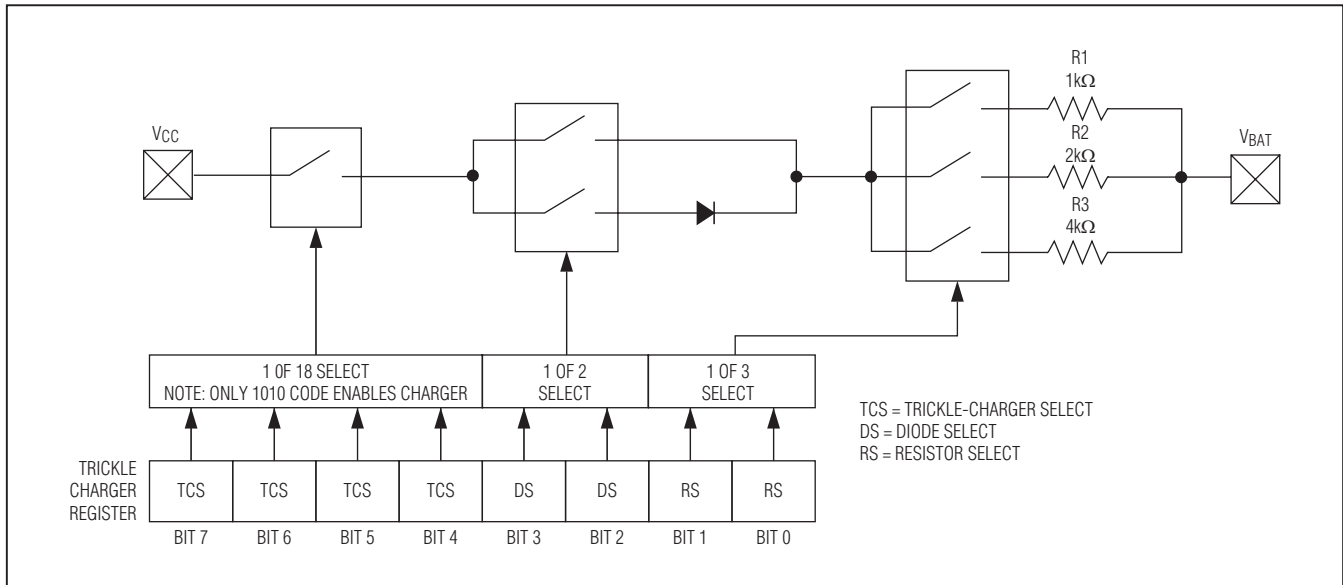 VCC
R1
1kΩ
R2
2kΩ
R3
4kΩ
VBAT
1 OF 18 SELECT
NOTE: ONLY 1010 CODE ENABLES CHARGER
1 OF 2
SELECT
1 OF 3
SELECT
TCS = TRICKLE-CHARGER SELECT
DS = DIODE SELECT
RS = RESISTOR SELECT
TRICKLE
CHARGER
REGISTER
TCS TCS TCS TCS DS DS RS RS
BIT 7 BIT 6 BIT 5 BIT 4 BIT 3 BIT 2 BIT 1 BIT 0